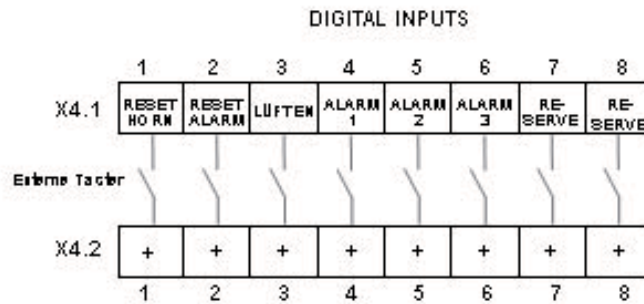 DIGITAL INPUTS
1 2 3 4 5 6 7 8
X4.1 RESET HORN RESET ALARM LÜFTEN ALARM 1 ALARM 2 ALARM 3 RE- SERVE RE- SERVE
Externe Taster
X4.2 + + + + + + + +
1 2 3 4 5 6 7 8